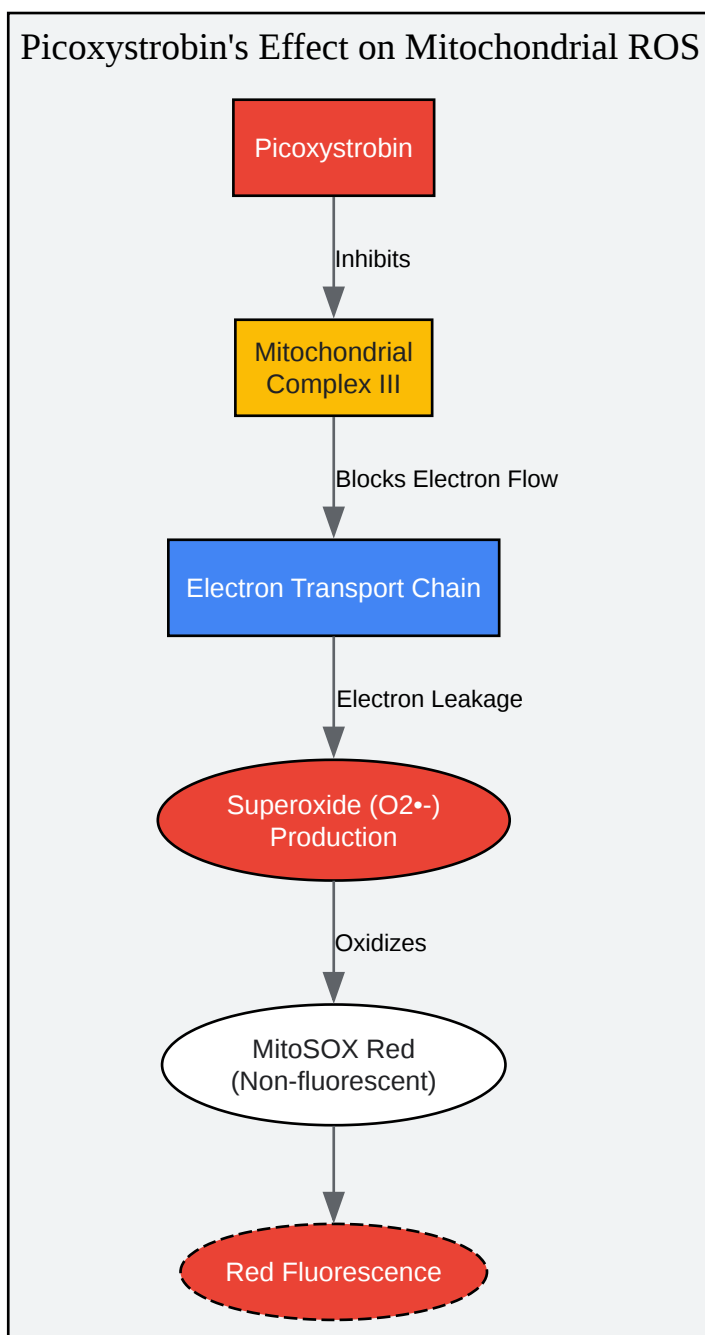 Picoxystrobin's Effect on Mitochondrial ROS
Picoxystrobin
Inhibits
Mitochondrial
Complex III
Blocks Electron Flow
Electron Transport Chain
Electron Leakage
Superoxide (O2•-)
Production
Oxidizes
MitoSOX Red
(Non-fluorescent)
Red Fluorescence